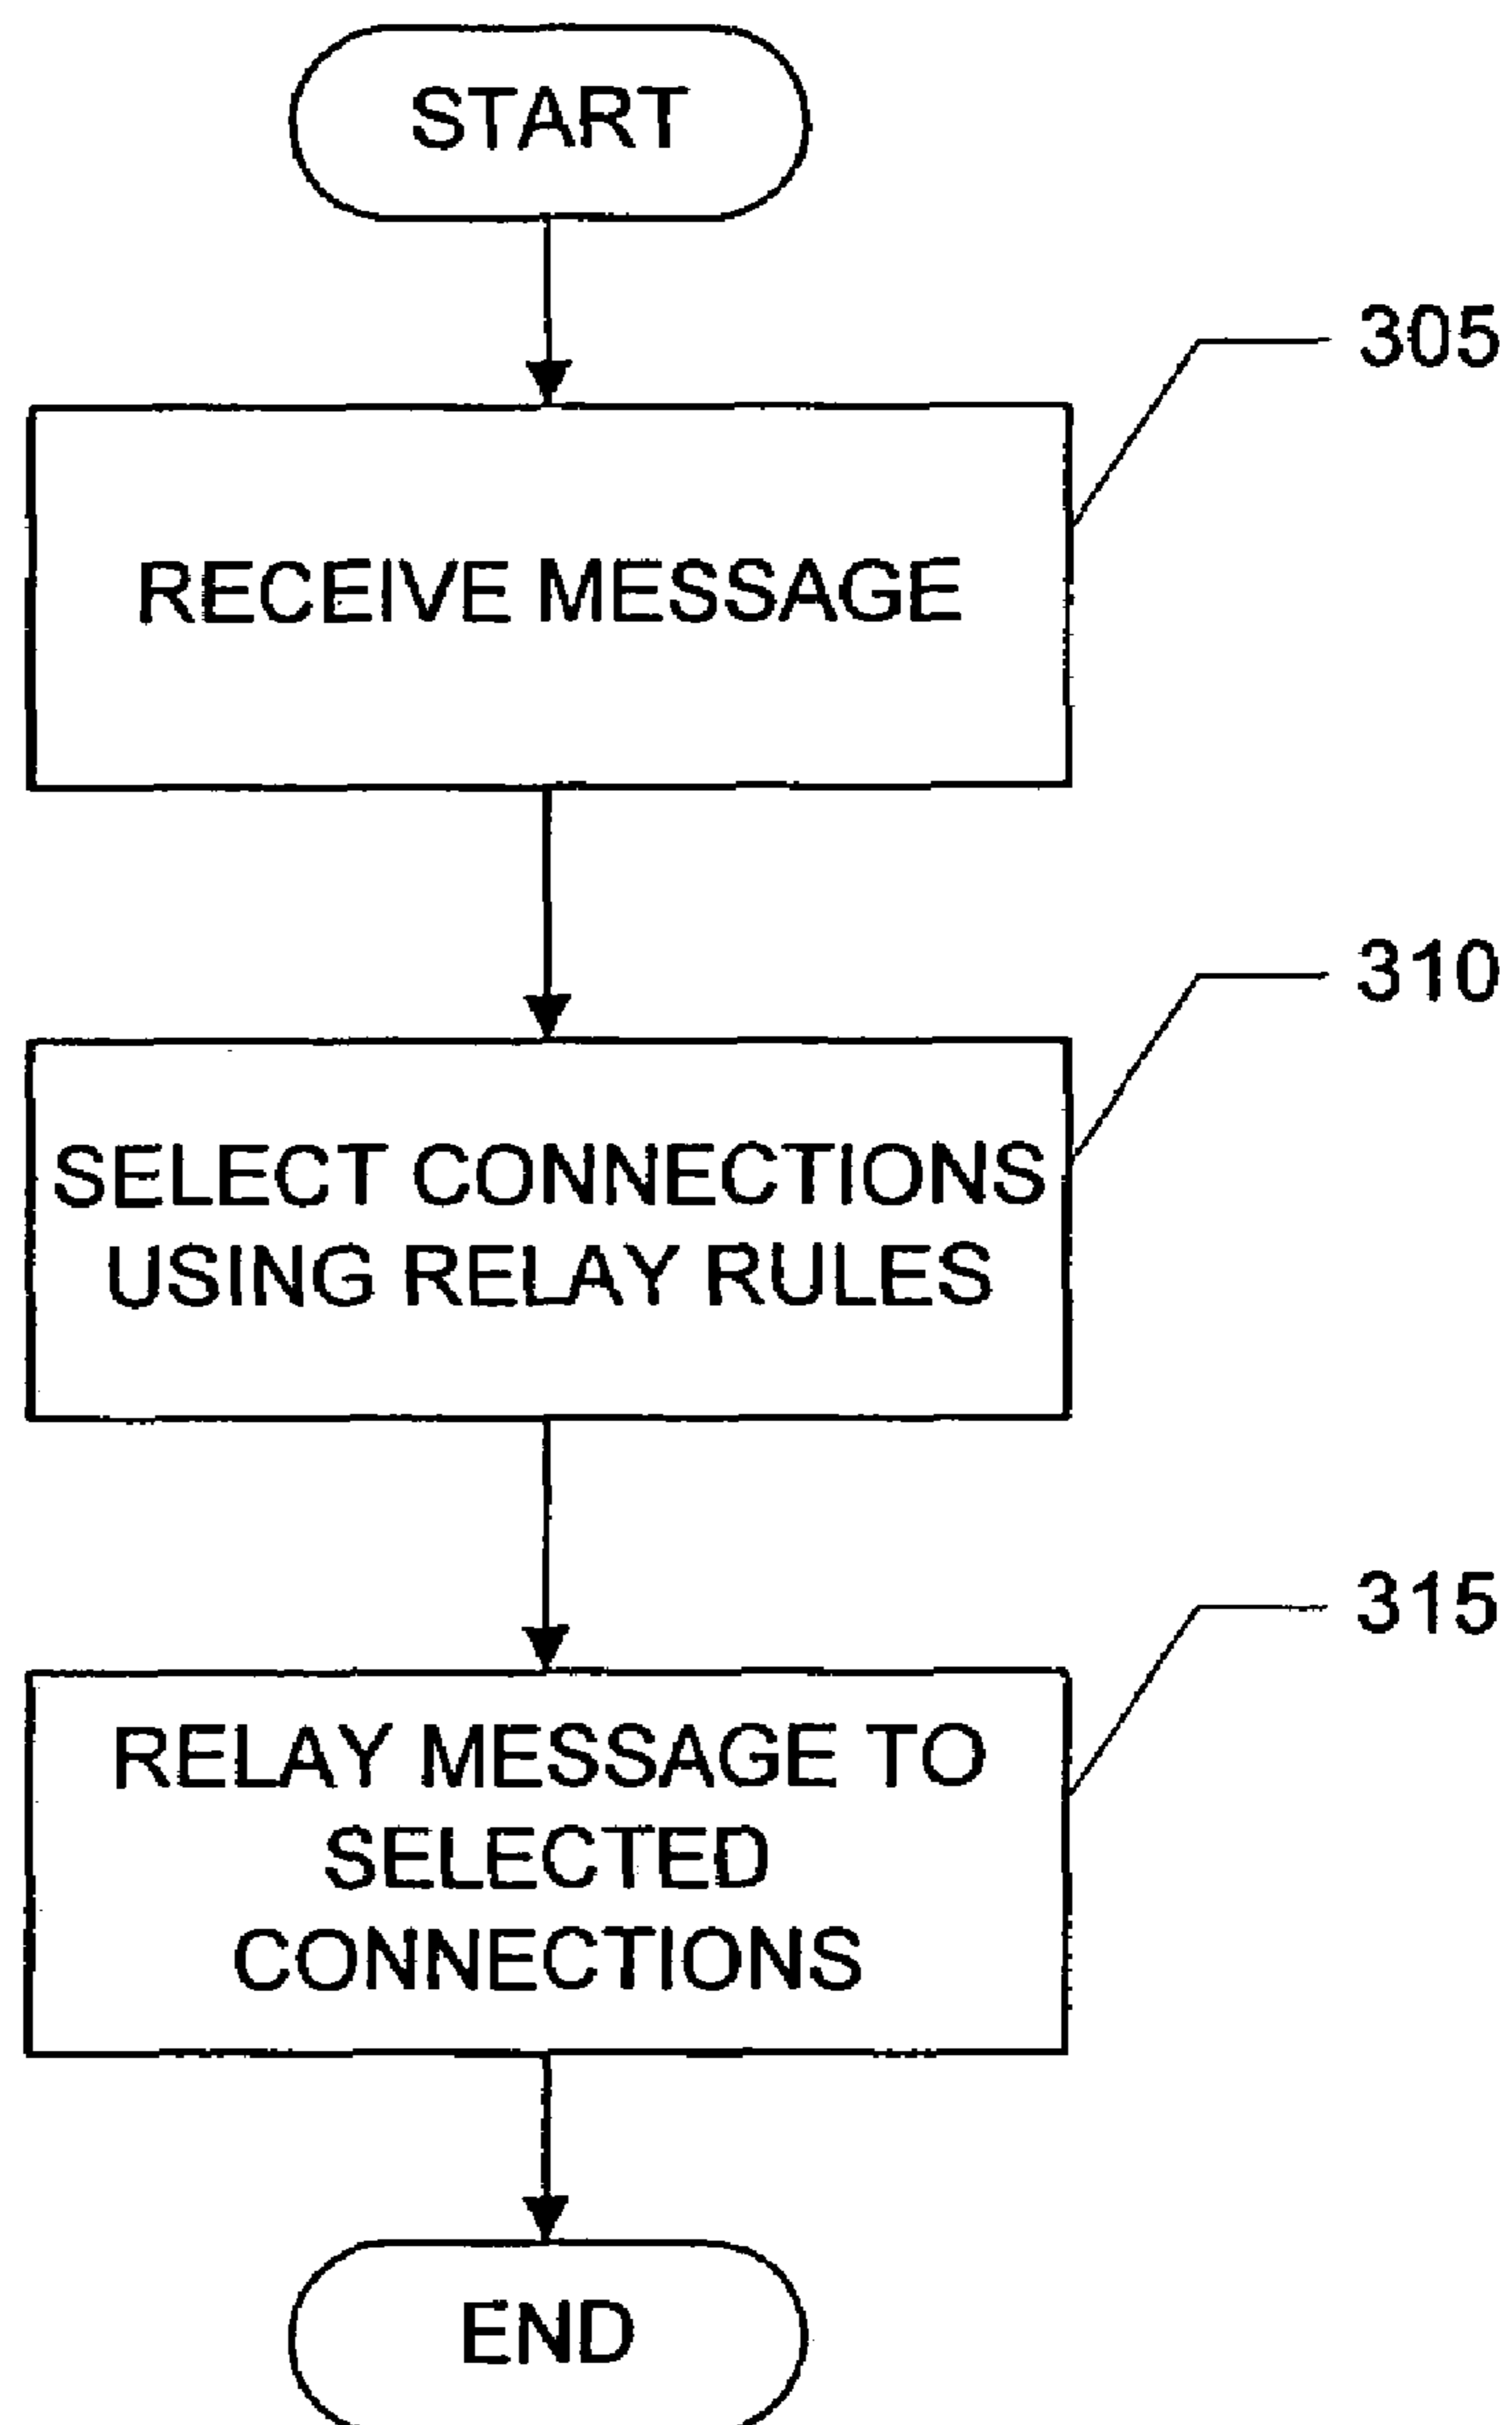 START
305
RECEIVE MESSAGE
310
SELECT CONNECTIONS
USING RELAY RULES
315
RELAY MESSAGE TO
SELECTED
CONNECTIONS
END